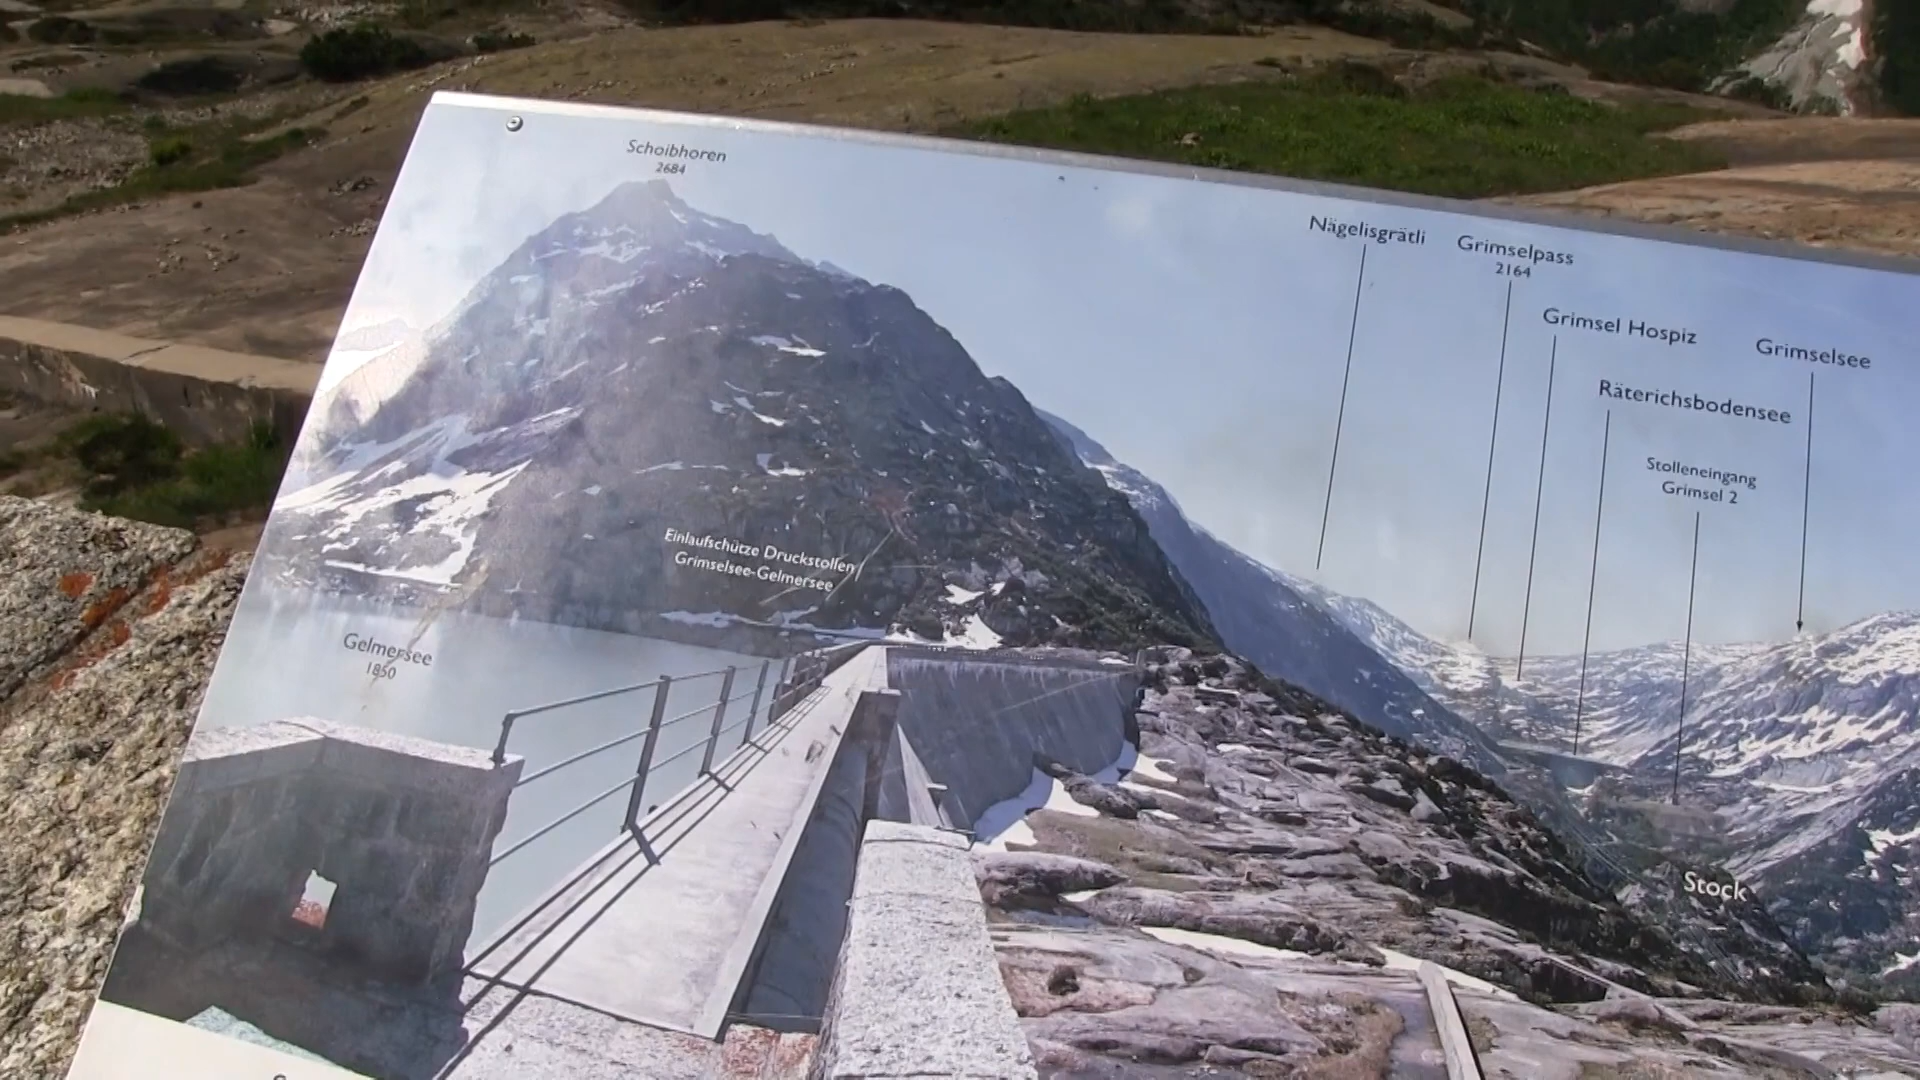 Schoibhoren
2684
Nägelisgrätli
Grimselpass
2164
Grimsel Hospiz
Grimselsee
Räterichsbodensee
Stolleneingang
Grimsel 2
Einlaufschütze Druckstollen
Grimselsee-Gelmersee
Gelmersee
1850
Stock